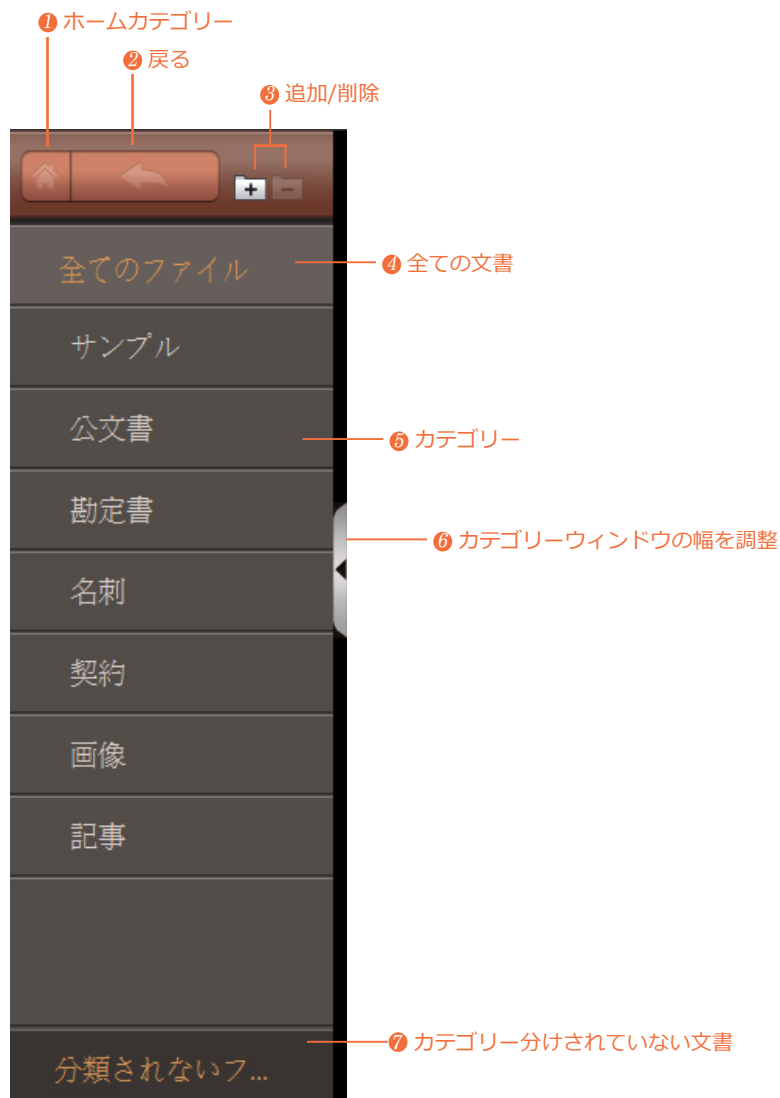 ❶ ホームカテゴリー
❷ 戻る
❸ 追加/削除
全てのファイル
❹ 全ての文書
サンプル
公文書
❺ カテゴリー
勘定書
❻ カテゴリーウィンドウの幅を調整
名刺
契約
画像
記事
❼ カテゴリー分けされていない文書
分類されないフ...